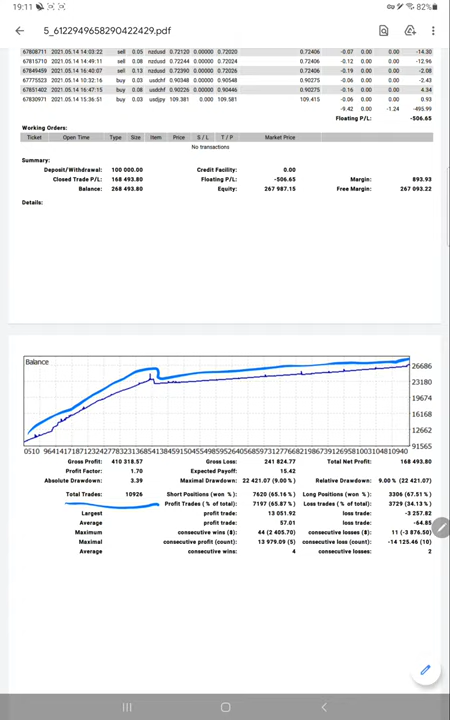 19:11 82%
5_6122949658290422429.pdf
67808711 2021.05.14 14:03:22 sell 0.05 nzdusd 0.72120 0.00000 0.72020 0.72406 -0.07 0.00 0.00 -14.30
67815710 2021.05.14 14:49:11 sell 0.08 nzdusd 0.72244 0.00000 0.72144 0.72406 -0.12 0.00 0.00 -12.96
67849459 2021.05.14 16:40:07 sell 0.13 nzdusd 0.72390 0.00000 0.72026 0.72406 -0.19 0.00 0.00 -2.08
67775523 2021.05.14 10:32:16 buy 0.03 usdchf 0.90348 0.00000 0.90548 0.90275 -0.06 0.00 0.00 -2.43
67851402 2021.05.14 16:47:15 buy 0.08 usdchf 0.90226 0.00000 0.90446 0.90275 -0.16 0.00 0.00 4.34
67830971 2021.05.14 15:36:51 buy 0.03 usdjpy 109.381 0.000 109.581 109.415 -0.06 0.00 0.00 0.93
-9.42 0.00 -1.24 -495.99
Floating P/L: -506.65
Working Orders:
Ticket Open Time Type Size Item Price S / L T / P Market Price
No transactions
Summary:
Deposit/Withdrawal: 100 000.00 Credit Facility: 0.00
Closed Trade P/L: 168 493.80 Floating P/L: -506.65 Margin: 893.93
Balance: 268 493.80 Equity: 267 987.15 Free Margin: 267 093.22
Details:
Balance
26686
23180
19674
16168
12662
91565
Gross Profit: 410 318.57 Gross Loss: 241 824.77 Total Net Profit: 168 493.80
Profit Factor: 1.70 Expected Payoff: 15.42
Absolute Drawdown: 3.39 Maximal Drawdown: 22 421.07 (9.00 %) Relative Drawdown: 9.00 % (22 421.07)
Total Trades: 10926 Short Positions (won %): 7620 (65.16 %) Long Positions (won %): 3306 (67.51 %)
Profit Trades (% of total): 7197 (65.87 %) Loss trades (% of total): 3729 (34.13 %)
Largest profit trade: 13 051.92 loss trade: -3 257.82
Average profit trade: 57.01 loss trade: -64.85
Maximum consecutive wins ($): 44 (2 405.70) consecutive losses ($): 11 (-3 876.50)
Maximal consecutive profit (count): 13 979.09 (5) consecutive loss (count): -14 125.46 (10)
Average consecutive wins: 4 consecutive losses: 2